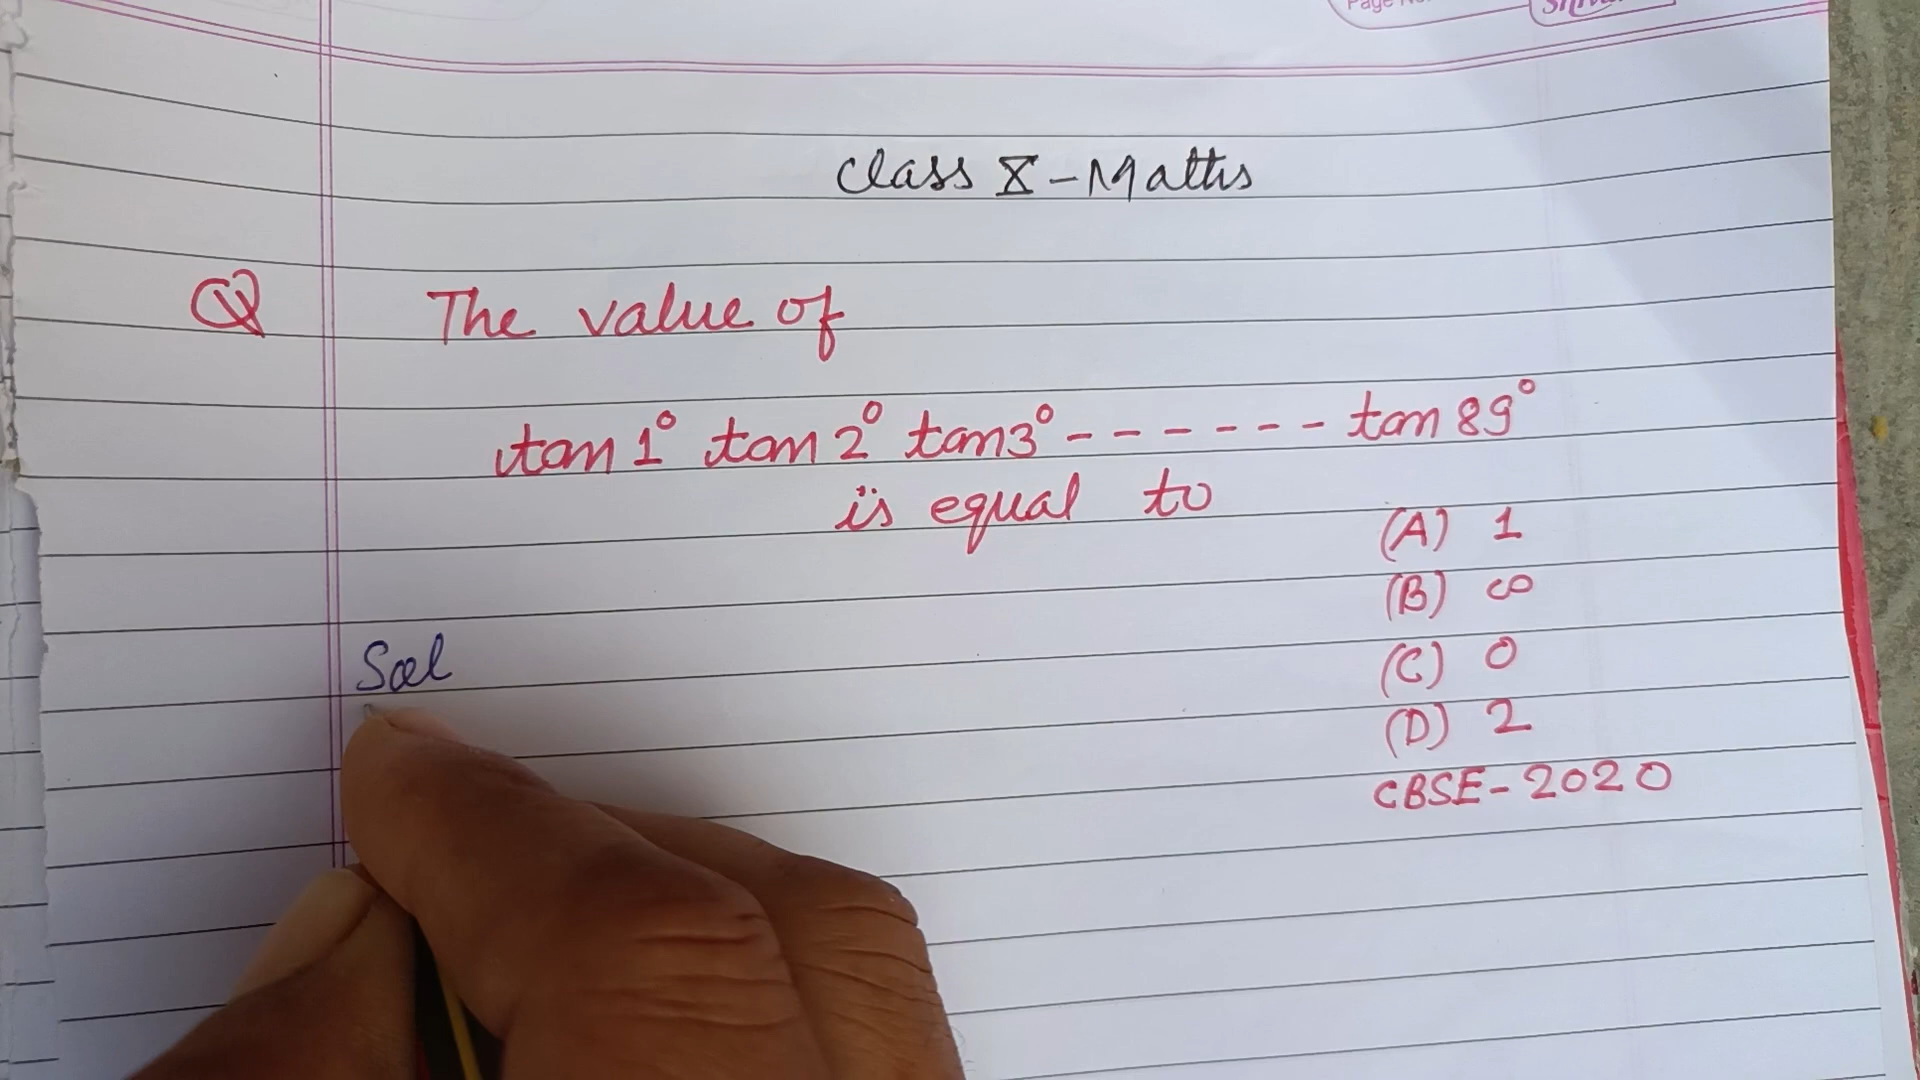 Class X - Maths
Q The value of
tan 1° tan 2° tan 3° ------ tan 89°
is equal to
(A) 1
(B) ∞
(C) 0
(D) 2
CBSE - 2020
Sol